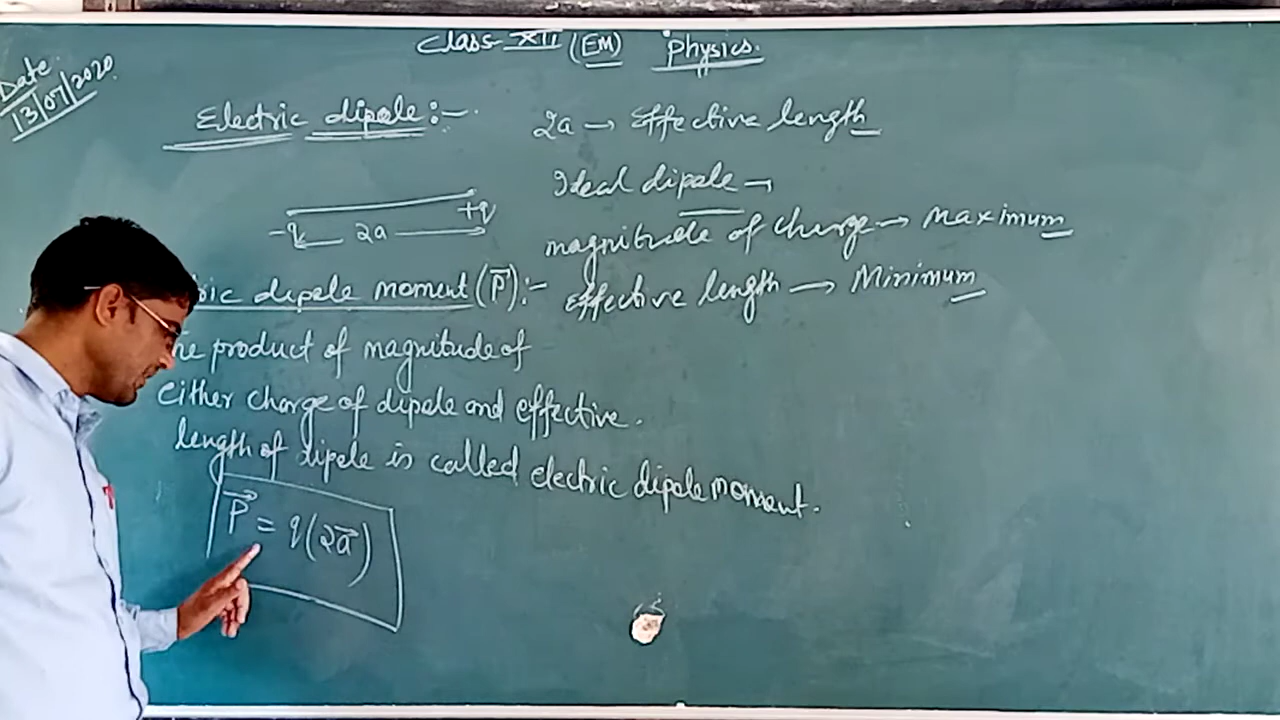 Class XII (EM) Physics.
Date.
13/07/2020
Electric dipole:-
2a → Effective length
Ideal dipole →
+q
-q 2a
magnitude of charge → Maximum
dipole moment (P⃗):-
Effective length → Minimum
product of magnitude of
either charge of dipole and effective.
length of dipole is called electric dipole moment.
P⃗ = q(2a⃗)